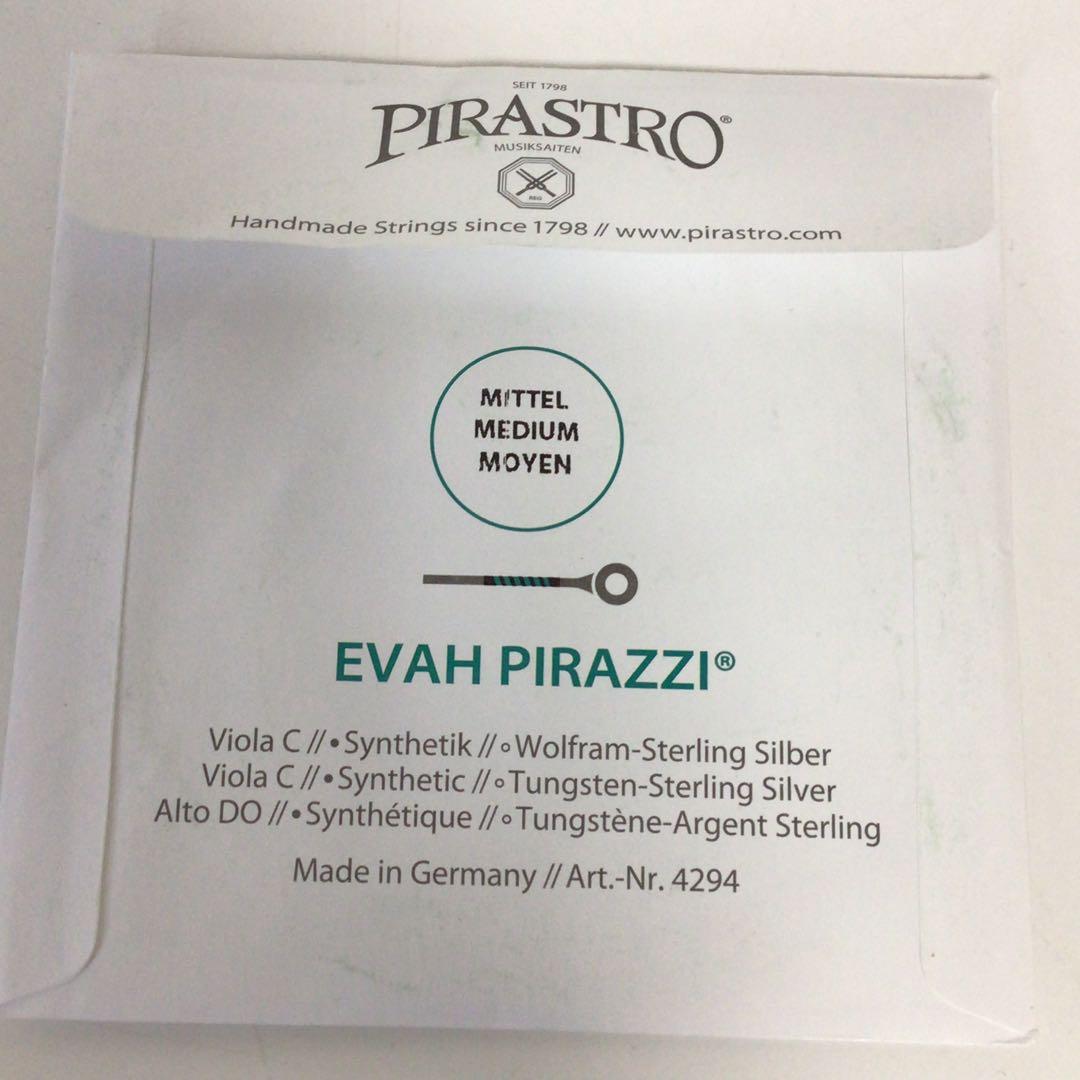 SEIT 1798
PIRASTRO®
MUSIKSAITEN
REG
Handmade Strings since 1798 // www.pirastro.com
MITTEL
MEDIUM
MOYEN
EVAH PIRAZZI®
Viola C // • Synthetik // ∘ Wolfram-Sterling Silber
Viola C // • Synthetic // ∘ Tungsten-Sterling Silver
Alto DO // • Synthétique // ∘ Tungstène-Argent Sterling
Made in Germany // Art.-Nr. 4294